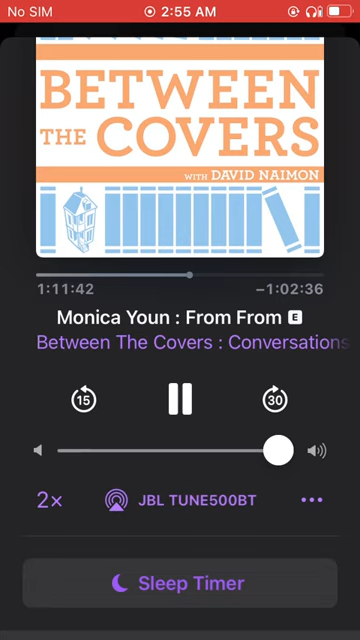 No SIM 2:55 AM
BETWEEN
THE COVERS
WITH DAVID NAIMON
1:11:42 −1:02:36
Monica Youn : From From E
Between The Covers : Conversations
15 30
2× JBL TUNE500BT
Sleep Timer